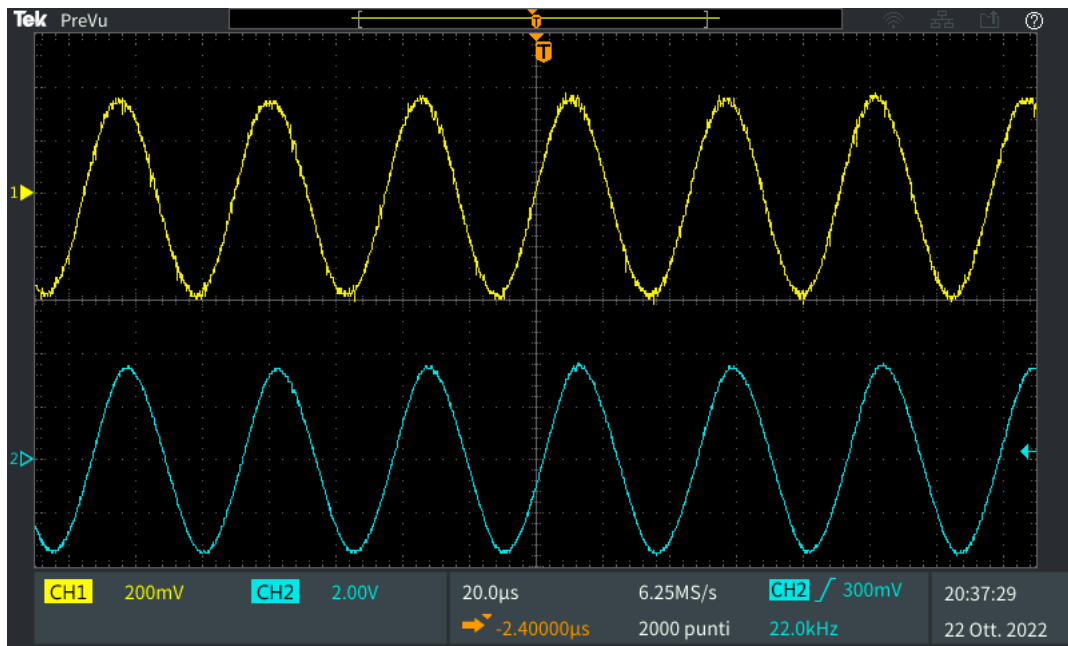 Tek PreVu T ?
T
1
2
CH1 200mV CH2 2.00V 20.0µs 6.25MS/s CH2 300mV 20:37:29
-2.40000µs 2000 punti 22.0kHz 22 Ott. 2022